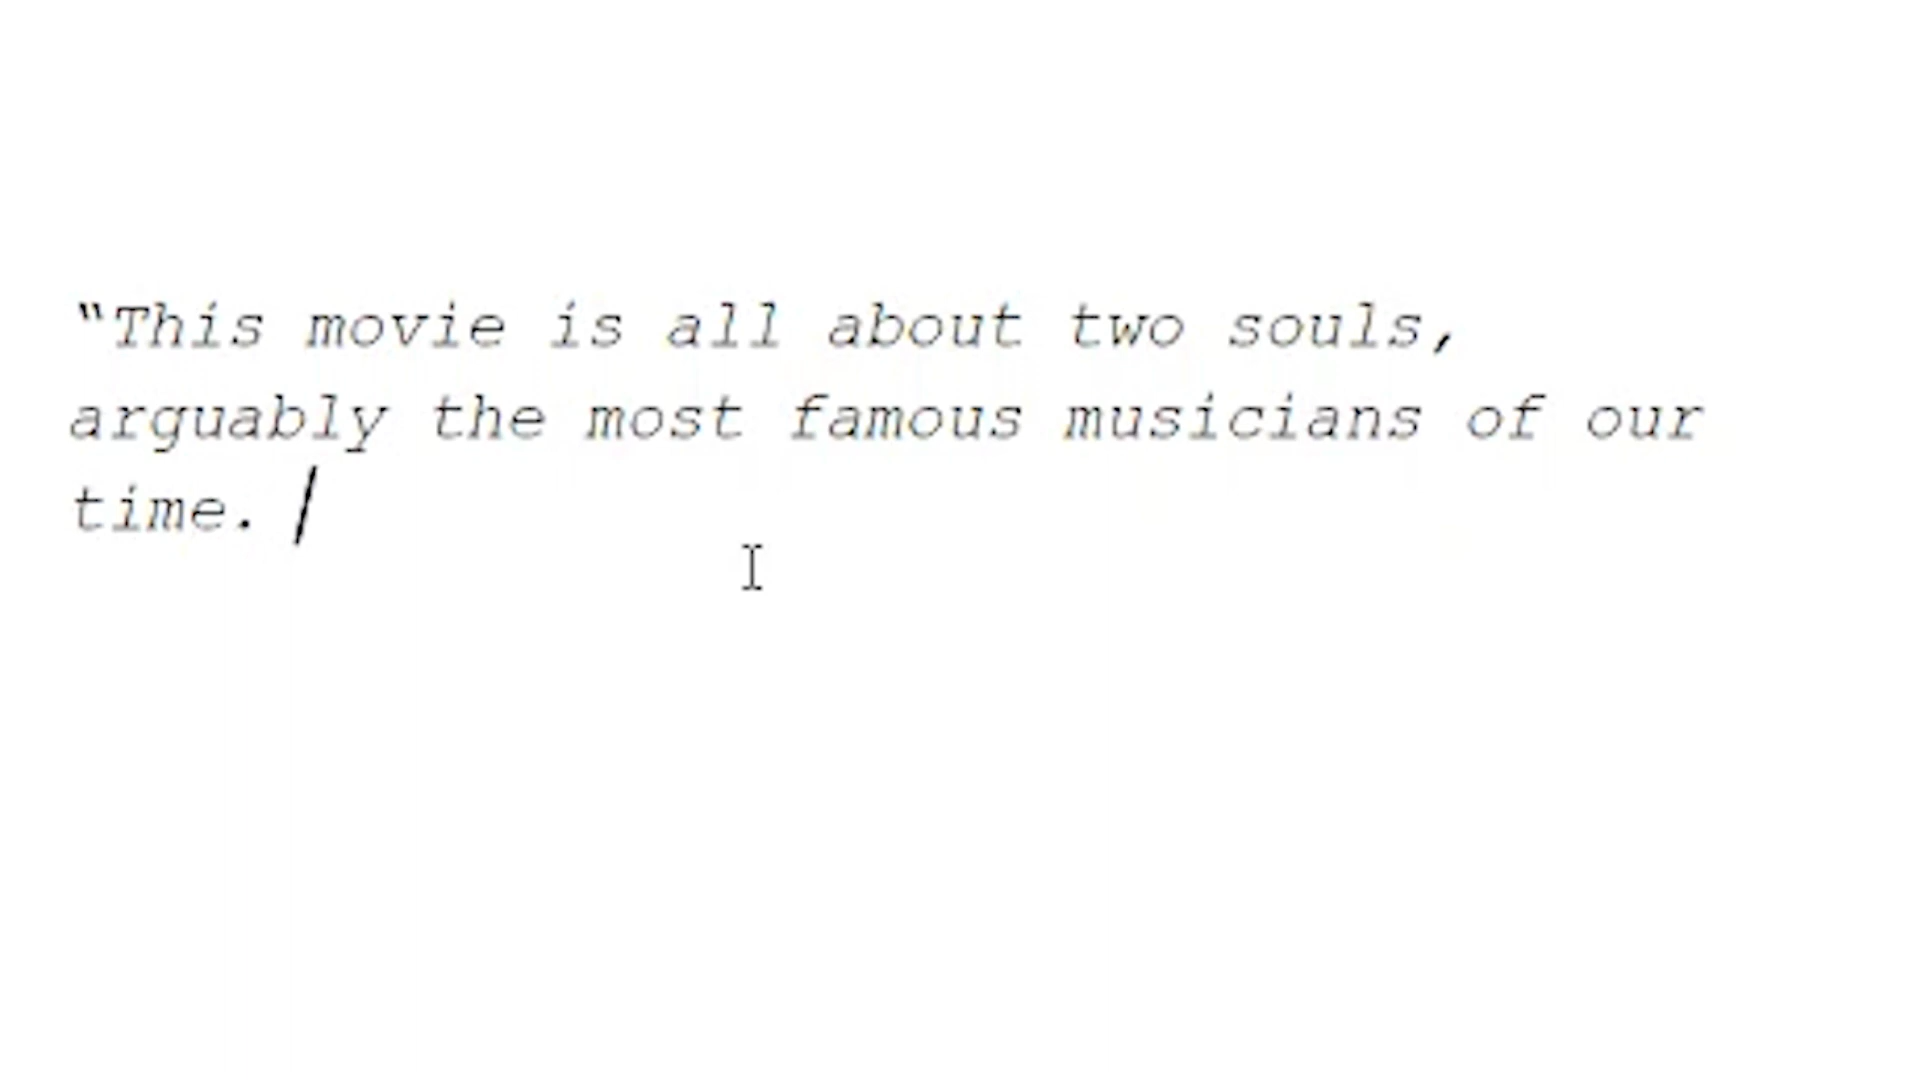 “This movie is all about two souls,
arguably the most famous musicians of our
time.